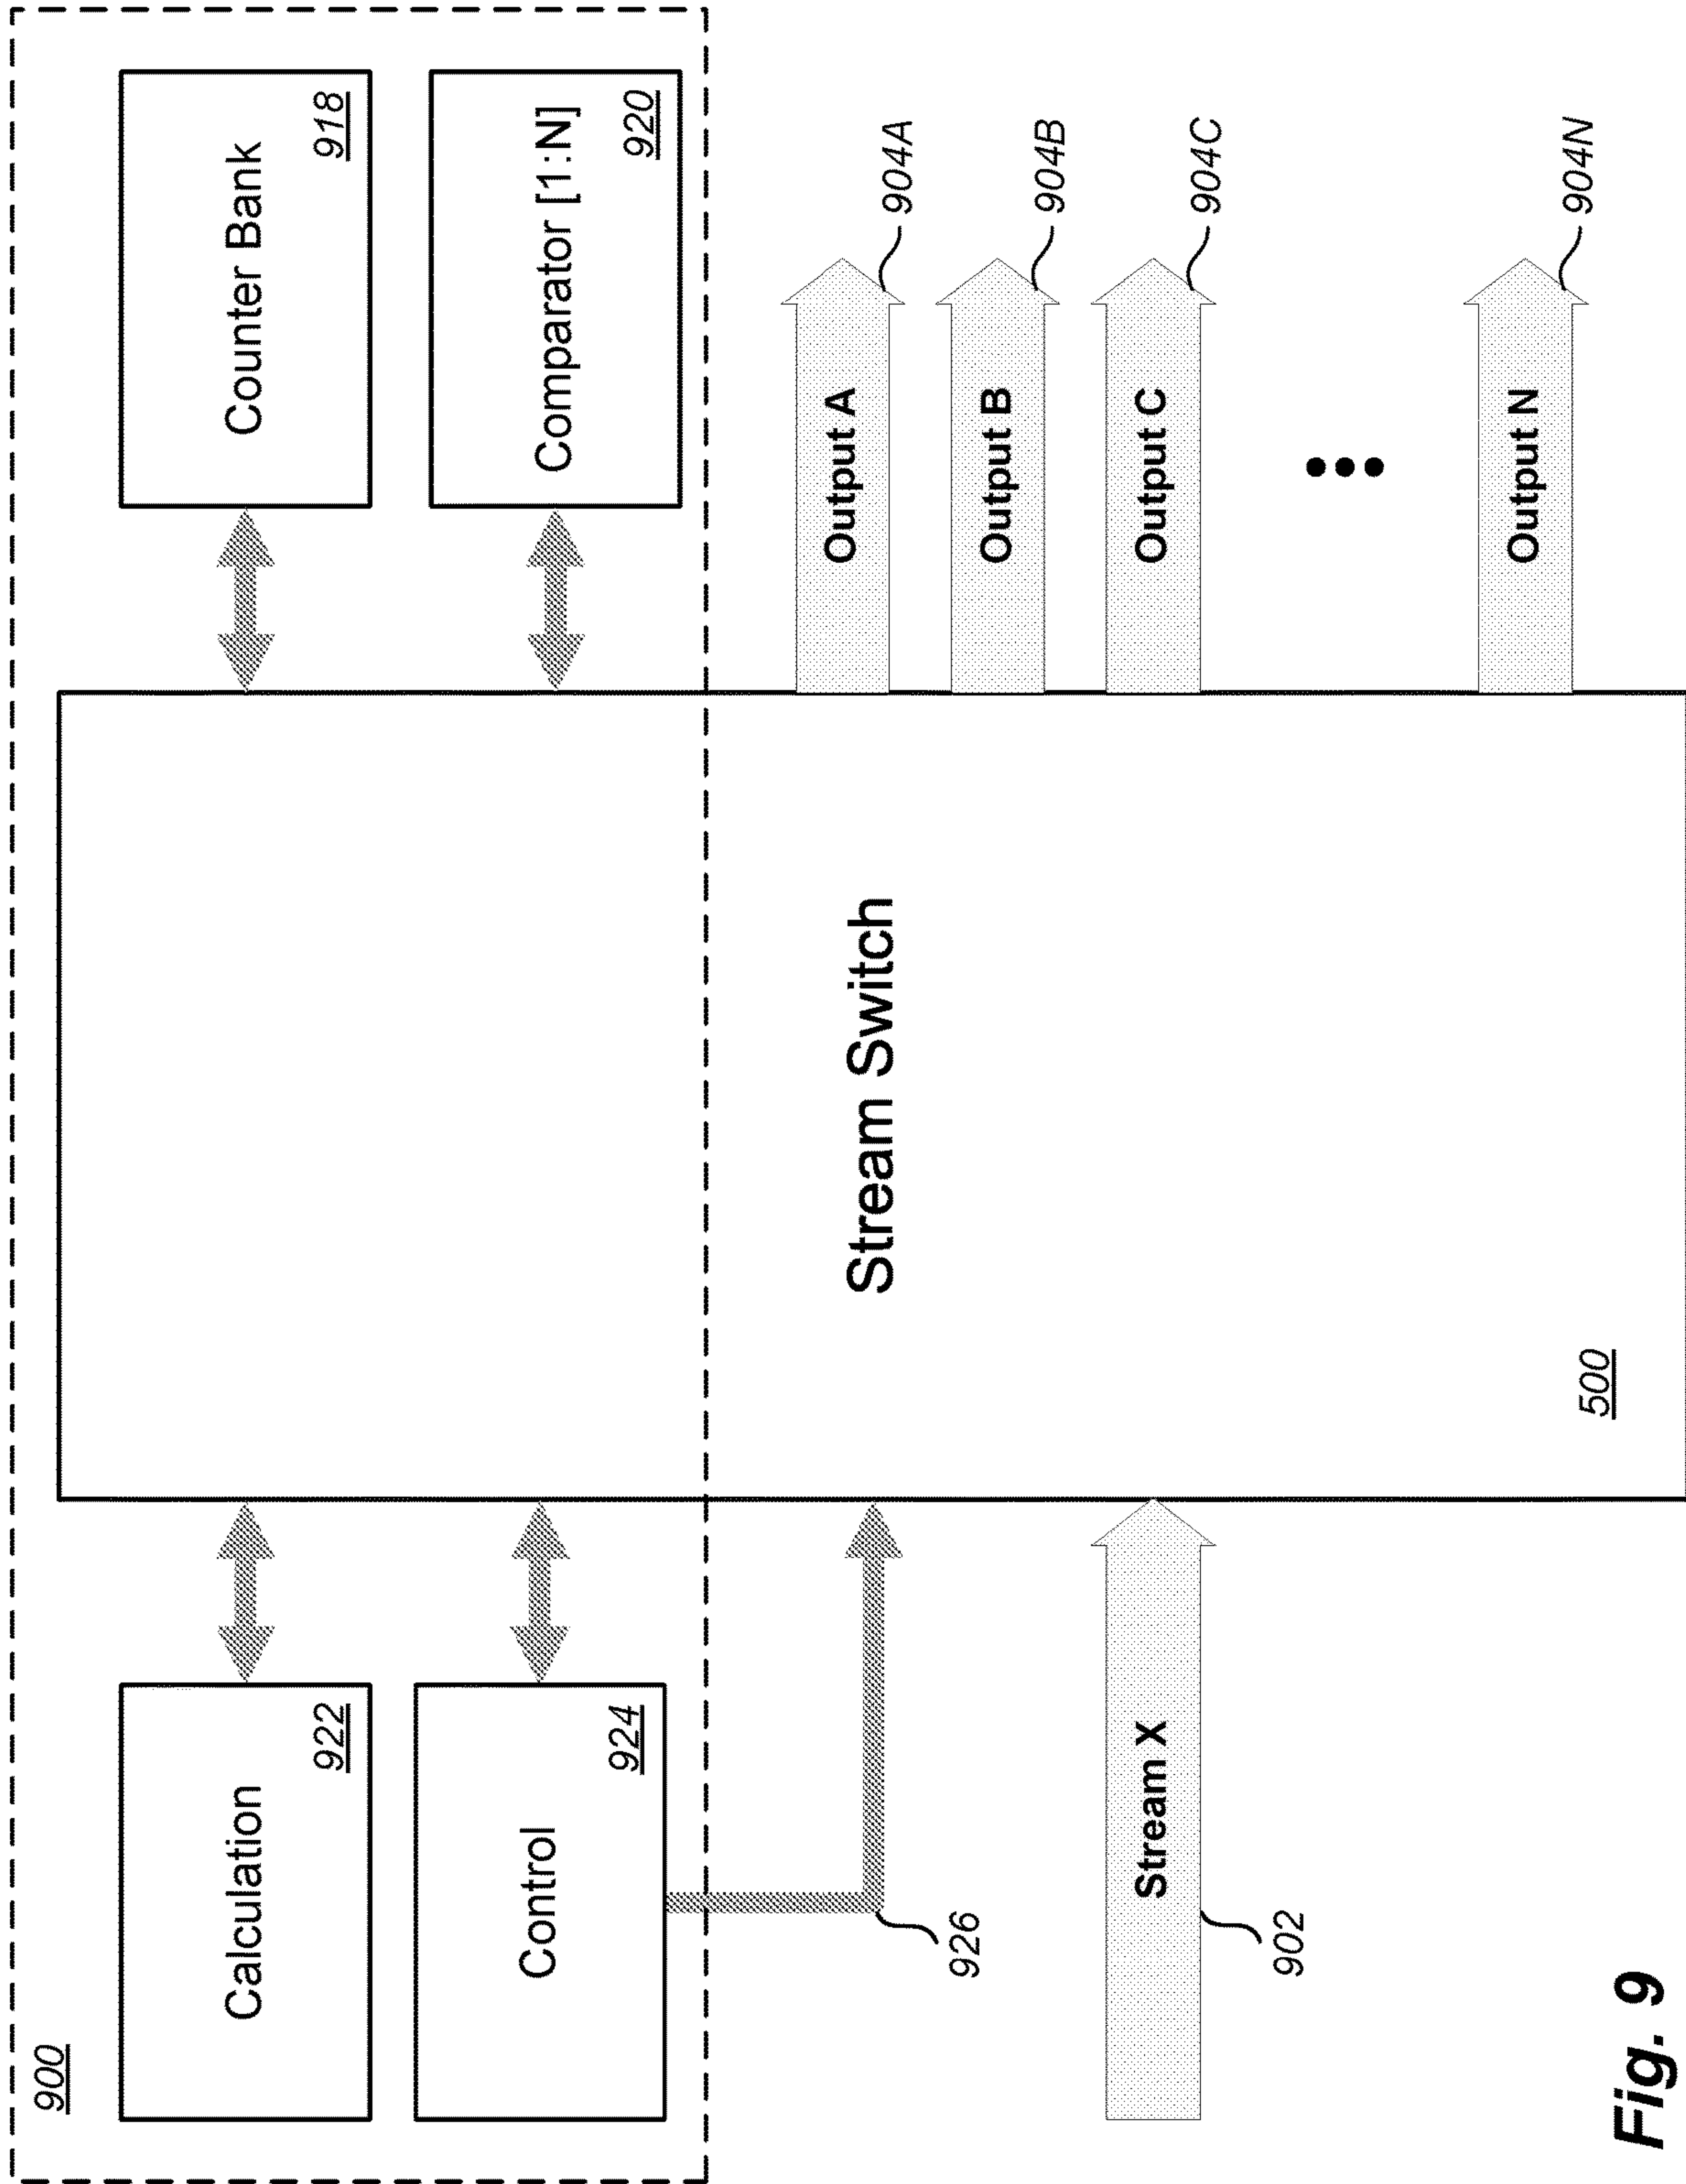 900
Calculation
922
Control
924
926
Stream X
902
Stream Switch
500
Counter Bank
918
Comparator [1:N]
920
Output A
904A
Output B
904B
Output C
904C
Output N
904N
Fig. 9